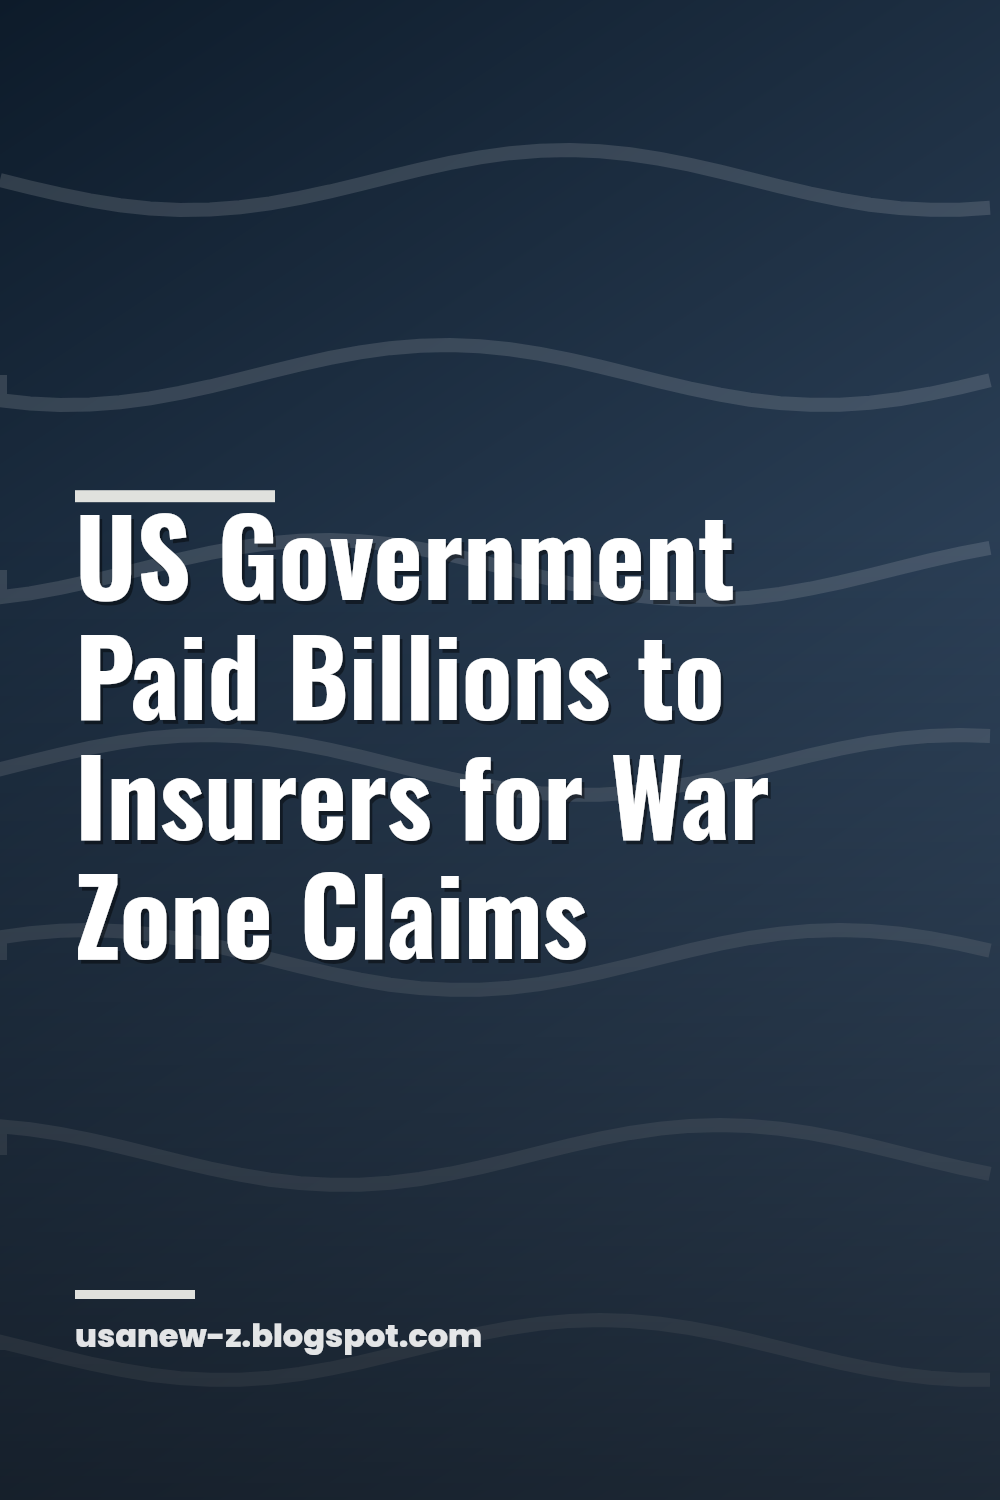 US Government
Paid Billions to
Insurers for War
Zone Claims
usanew-z.blogspot.com